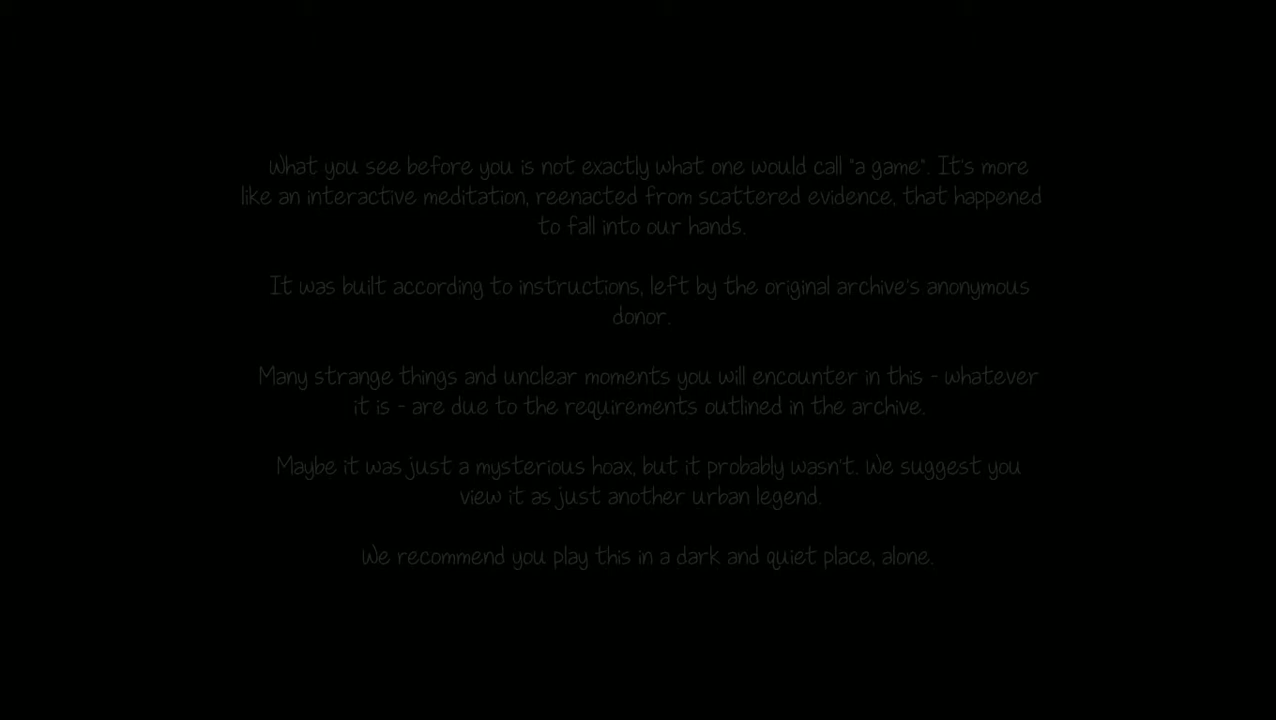 What you see before you is not exactly what one would call "a game". It's more
like an interactive meditation, reenacted from scattered evidence, that happened
to fall into our hands.
It was built according to instructions, left by the original archive's anonymous
donor.
Many strange things and unclear moments you will encounter in this - whatever
it is - are due to the requirements outlined in the archive.
Maybe it was just a mysterious hoax, but it probably wasn't. We suggest you
view it as just another urban legend.
We recommend you play this in a dark and quiet place, alone.